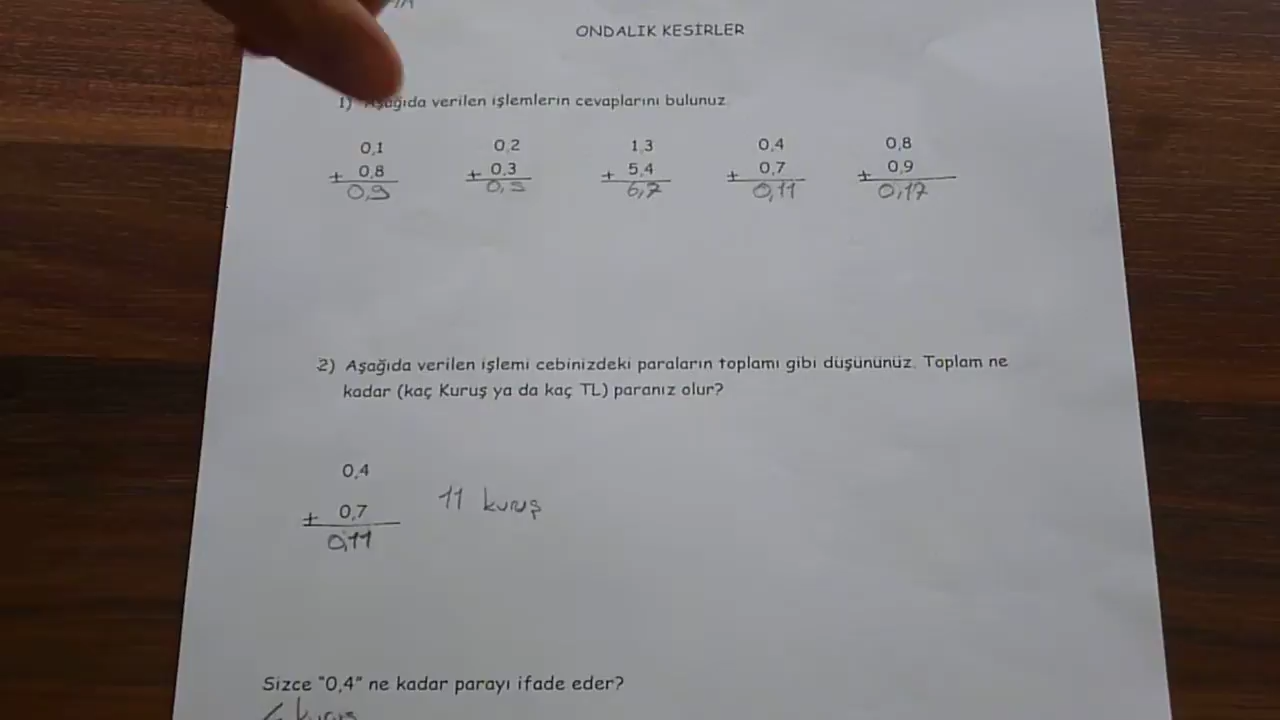 ONDALIK KESİRLER
1) Aşağıda verilen işlemlerin cevaplarını bulunuz
0,1 0,2 1,3 0,4 0,8
+ 0,8 + 0,3 + 5,4 + 0,7 + 0,9
0,9 0,5 6,7 0,11 0,17
2) Aşağıda verilen işlemi cebinizdeki paraların toplamı gibi düşününüz. Toplam ne
kadar (kaç Kuruş ya da kaç TL) paranız olur?
0,4
+ 0,7
0,11
11 kuruş
Sizce "0,4" ne kadar parayı ifade eder?
4 kuruş